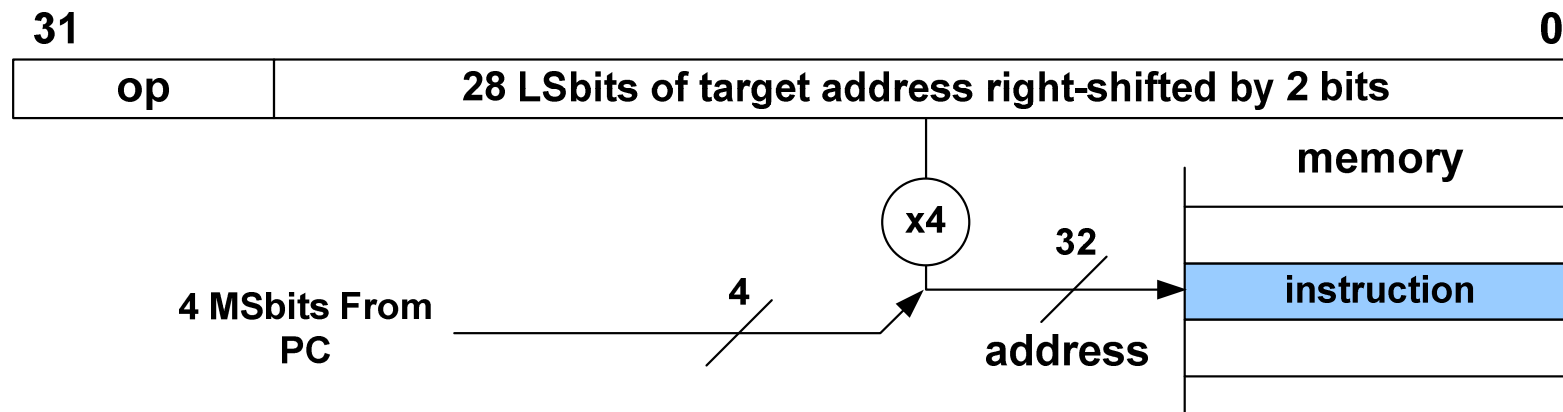 31 0
op 28 LSbits of target address right-shifted by 2 bits
memory
x4
32
4
instruction
4 MSbits From
PC
address